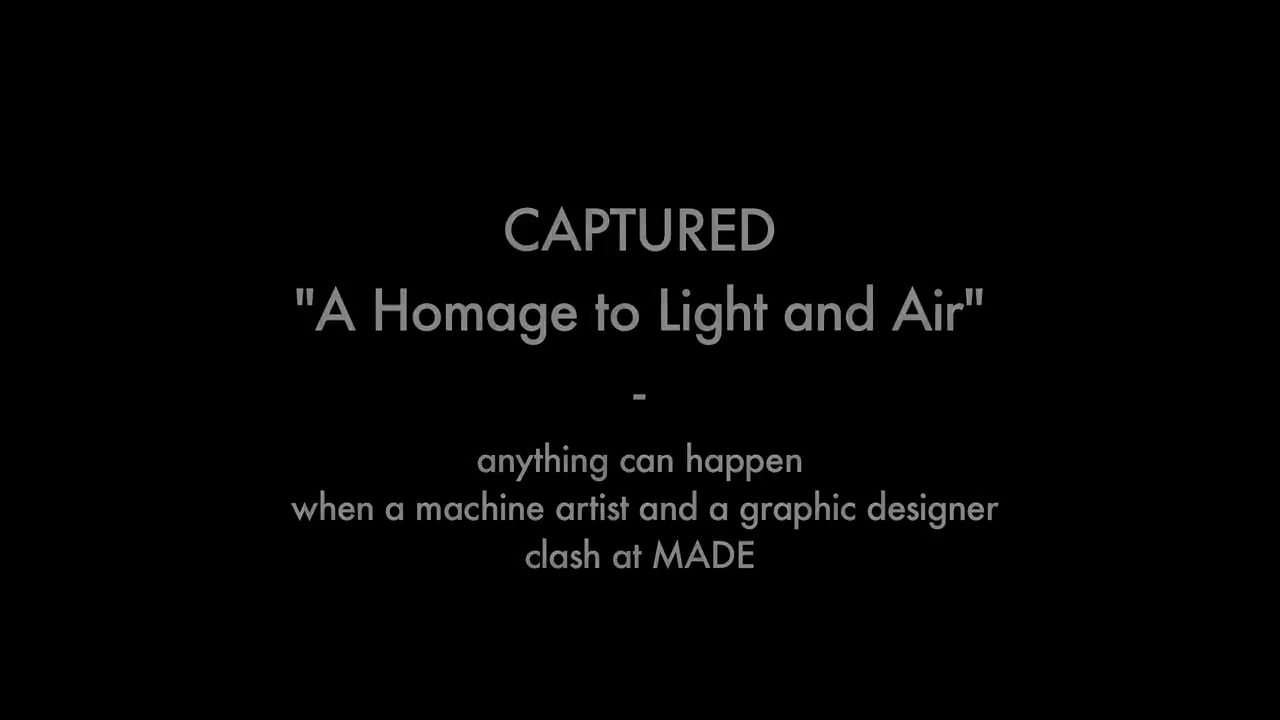 CAPTURED
"A Homage to Light and Air"
-
anything can happen
when a machine artist and a graphic designer
clash at MADE